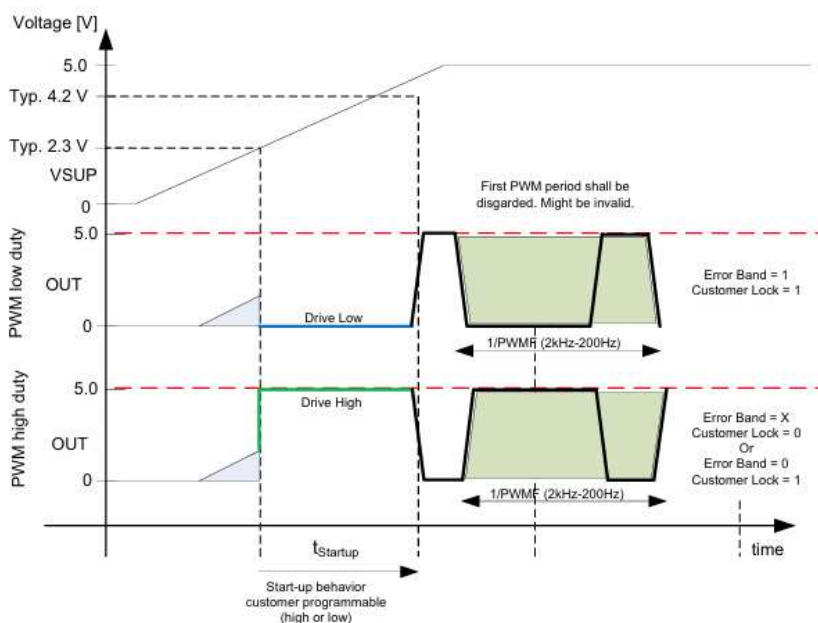 Voltage [V]
5.0
Typ. 4.2 V
Typ. 2.3 V
VSUP
0
First PWM period shall be
disgarded. Might be invalid.
PWM low duty
5.0
OUT
0
Drive Low
1/PWMF (2kHz-200Hz)
Error Band = 1
Customer Lock = 1
PWM high duty
5.0
OUT
0
Drive High
1/PWMF (2kHz-200Hz)
Error Band = X
Customer Lock = 0
Or
Error Band = 0
Customer Lock = 1
tStartup
time
Start-up behavior
customer programmable
(high or low)